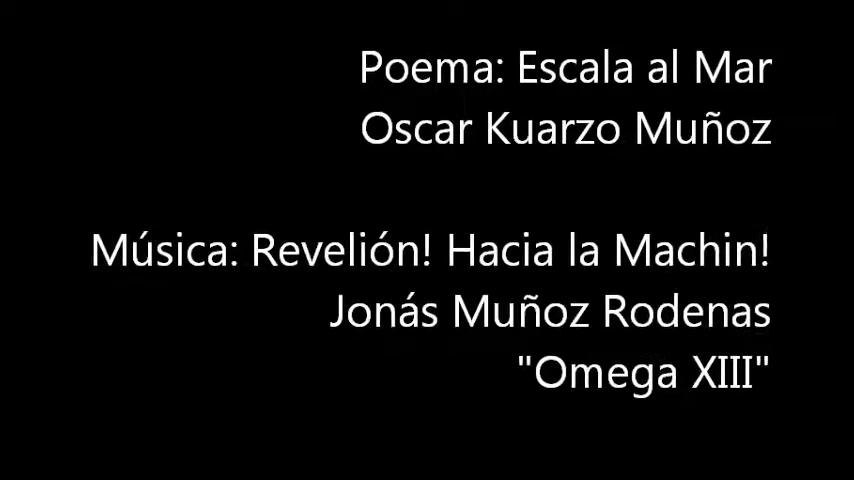 Poema: Escala al Mar
Oscar Kuarzo Muñoz
Música: Revelión! Hacia la Machin!
Jonás Muñoz Rodenas
"Omega XIII"